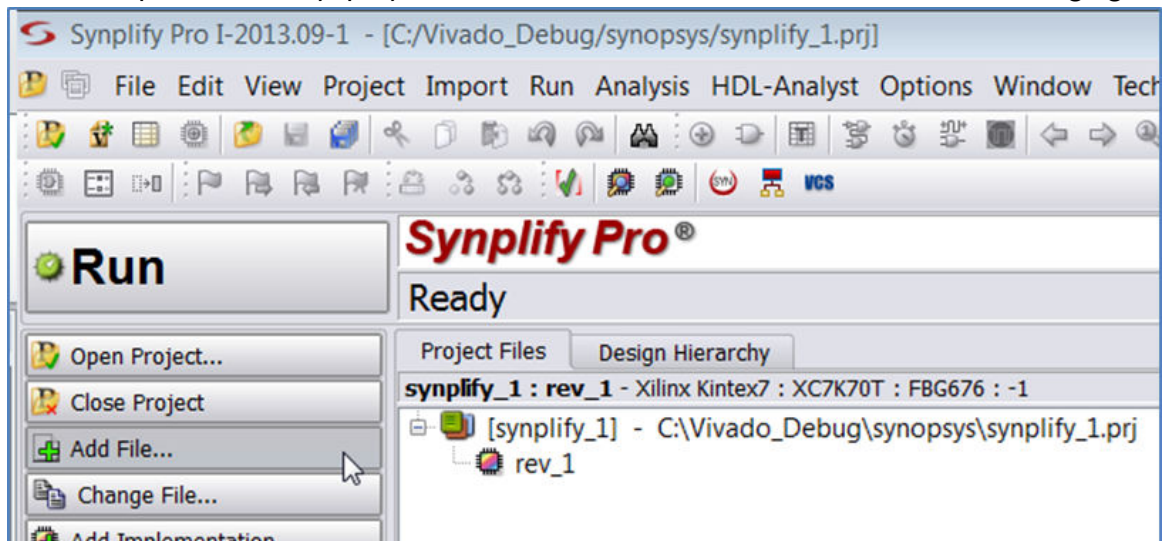 Synplify Pro I-2013.09-1 - [C:/Vivado_Debug/synopsys/synplify_1.prj]
File Edit View Project Import Run Analysis HDL-Analyst Options Window Tech
SYN VCS
Run
Synplify Pro®
Ready
Open Project...
Close Project
Add File...
Change File...
Add Implementation
Project Files Design Hierarchy
synplify_1 : rev_1 - Xilinx Kintex7 : XC7K70T : FBG676 : -1
[synplify_1] - C:\Vivado_Debug\synopsys\synplify_1.prj
rev_1